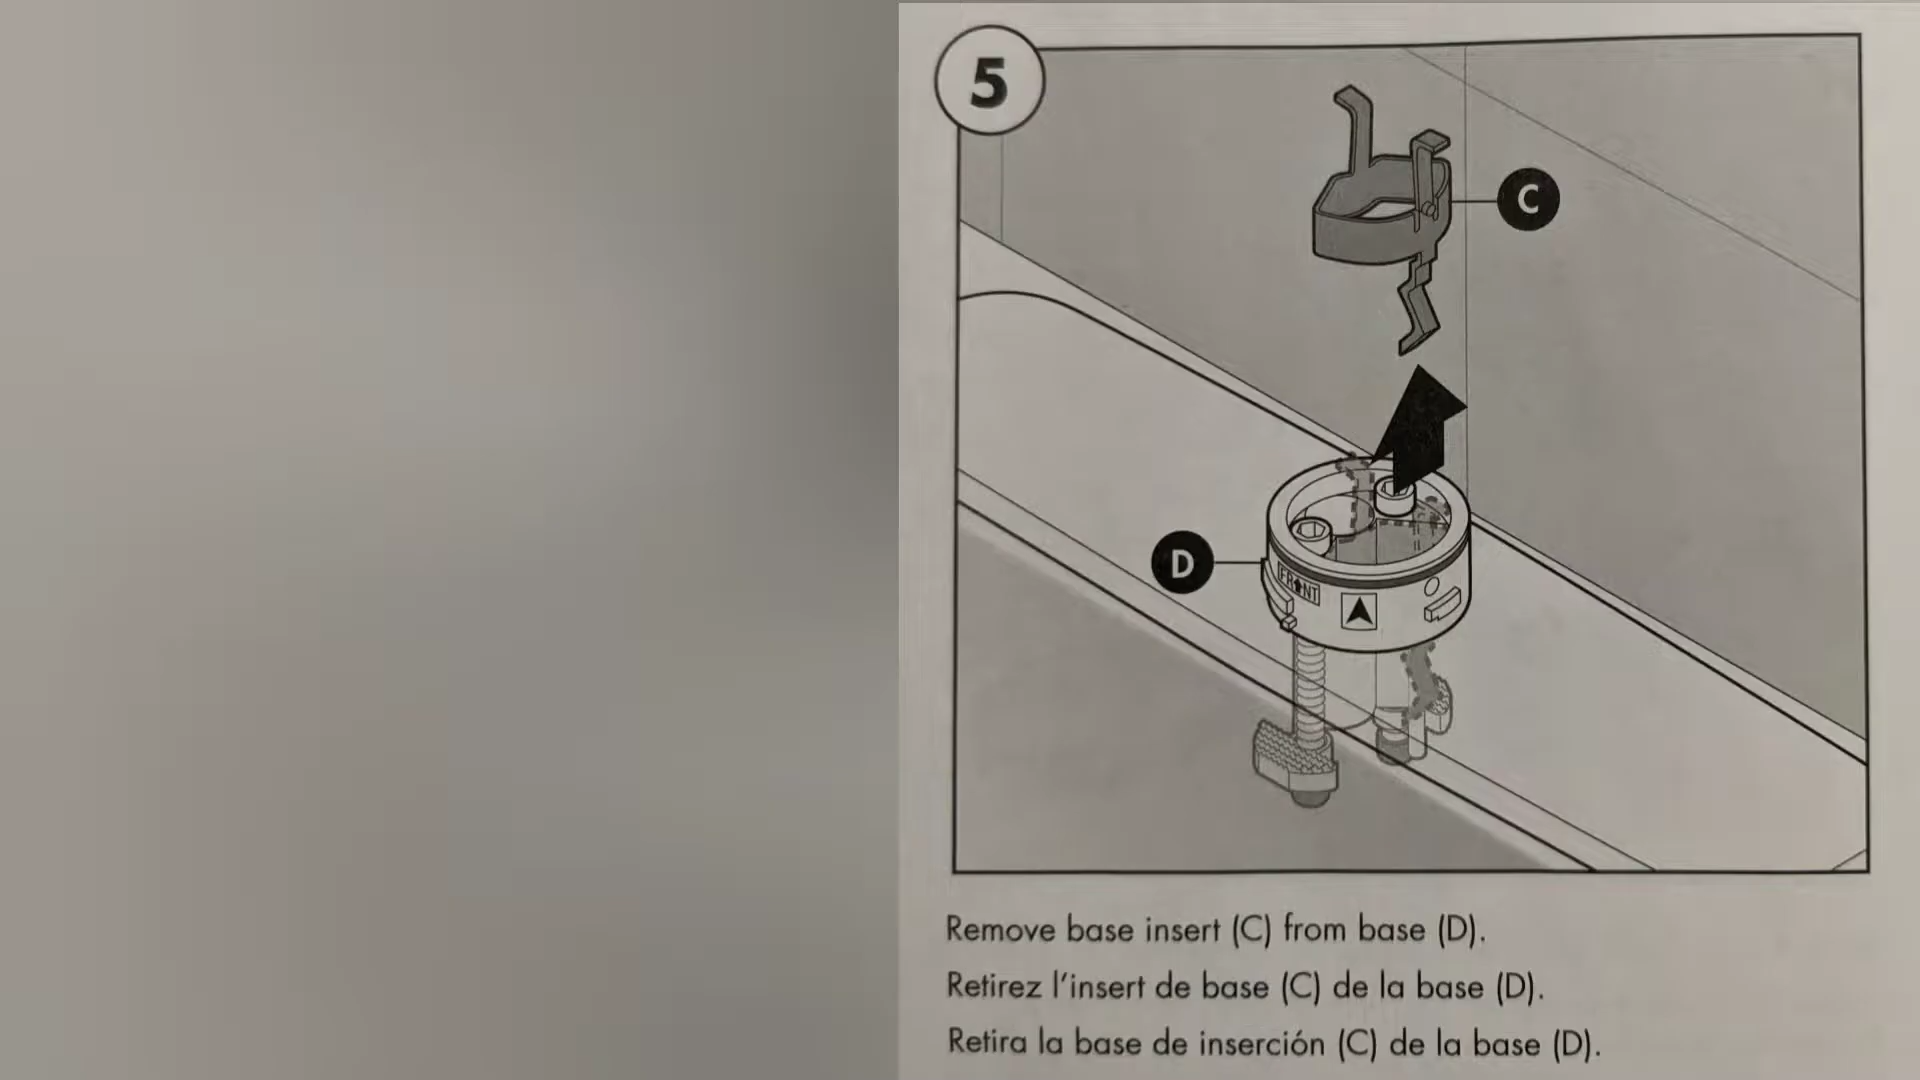 5
C
D
FRONT
Remove base insert (C) from base (D).
Retirez l'insert de base (C) de la base (D).
Retira la base de inserción (C) de la base (D).